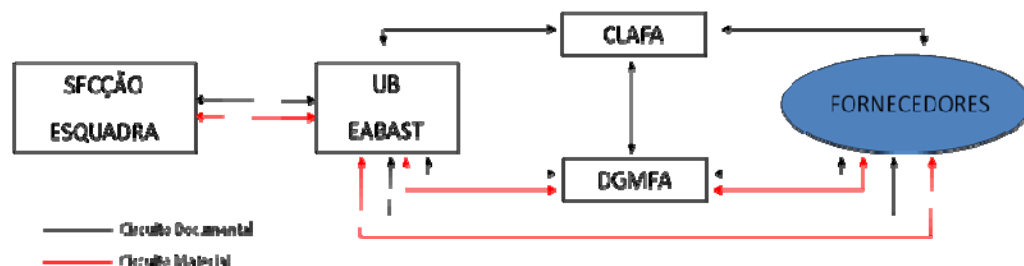 CLAFA
SECÇÃO
ESQUADRA
UB
EABAST
FORNECEDORES
DGMFA
Circuito Documental
Circuito Material